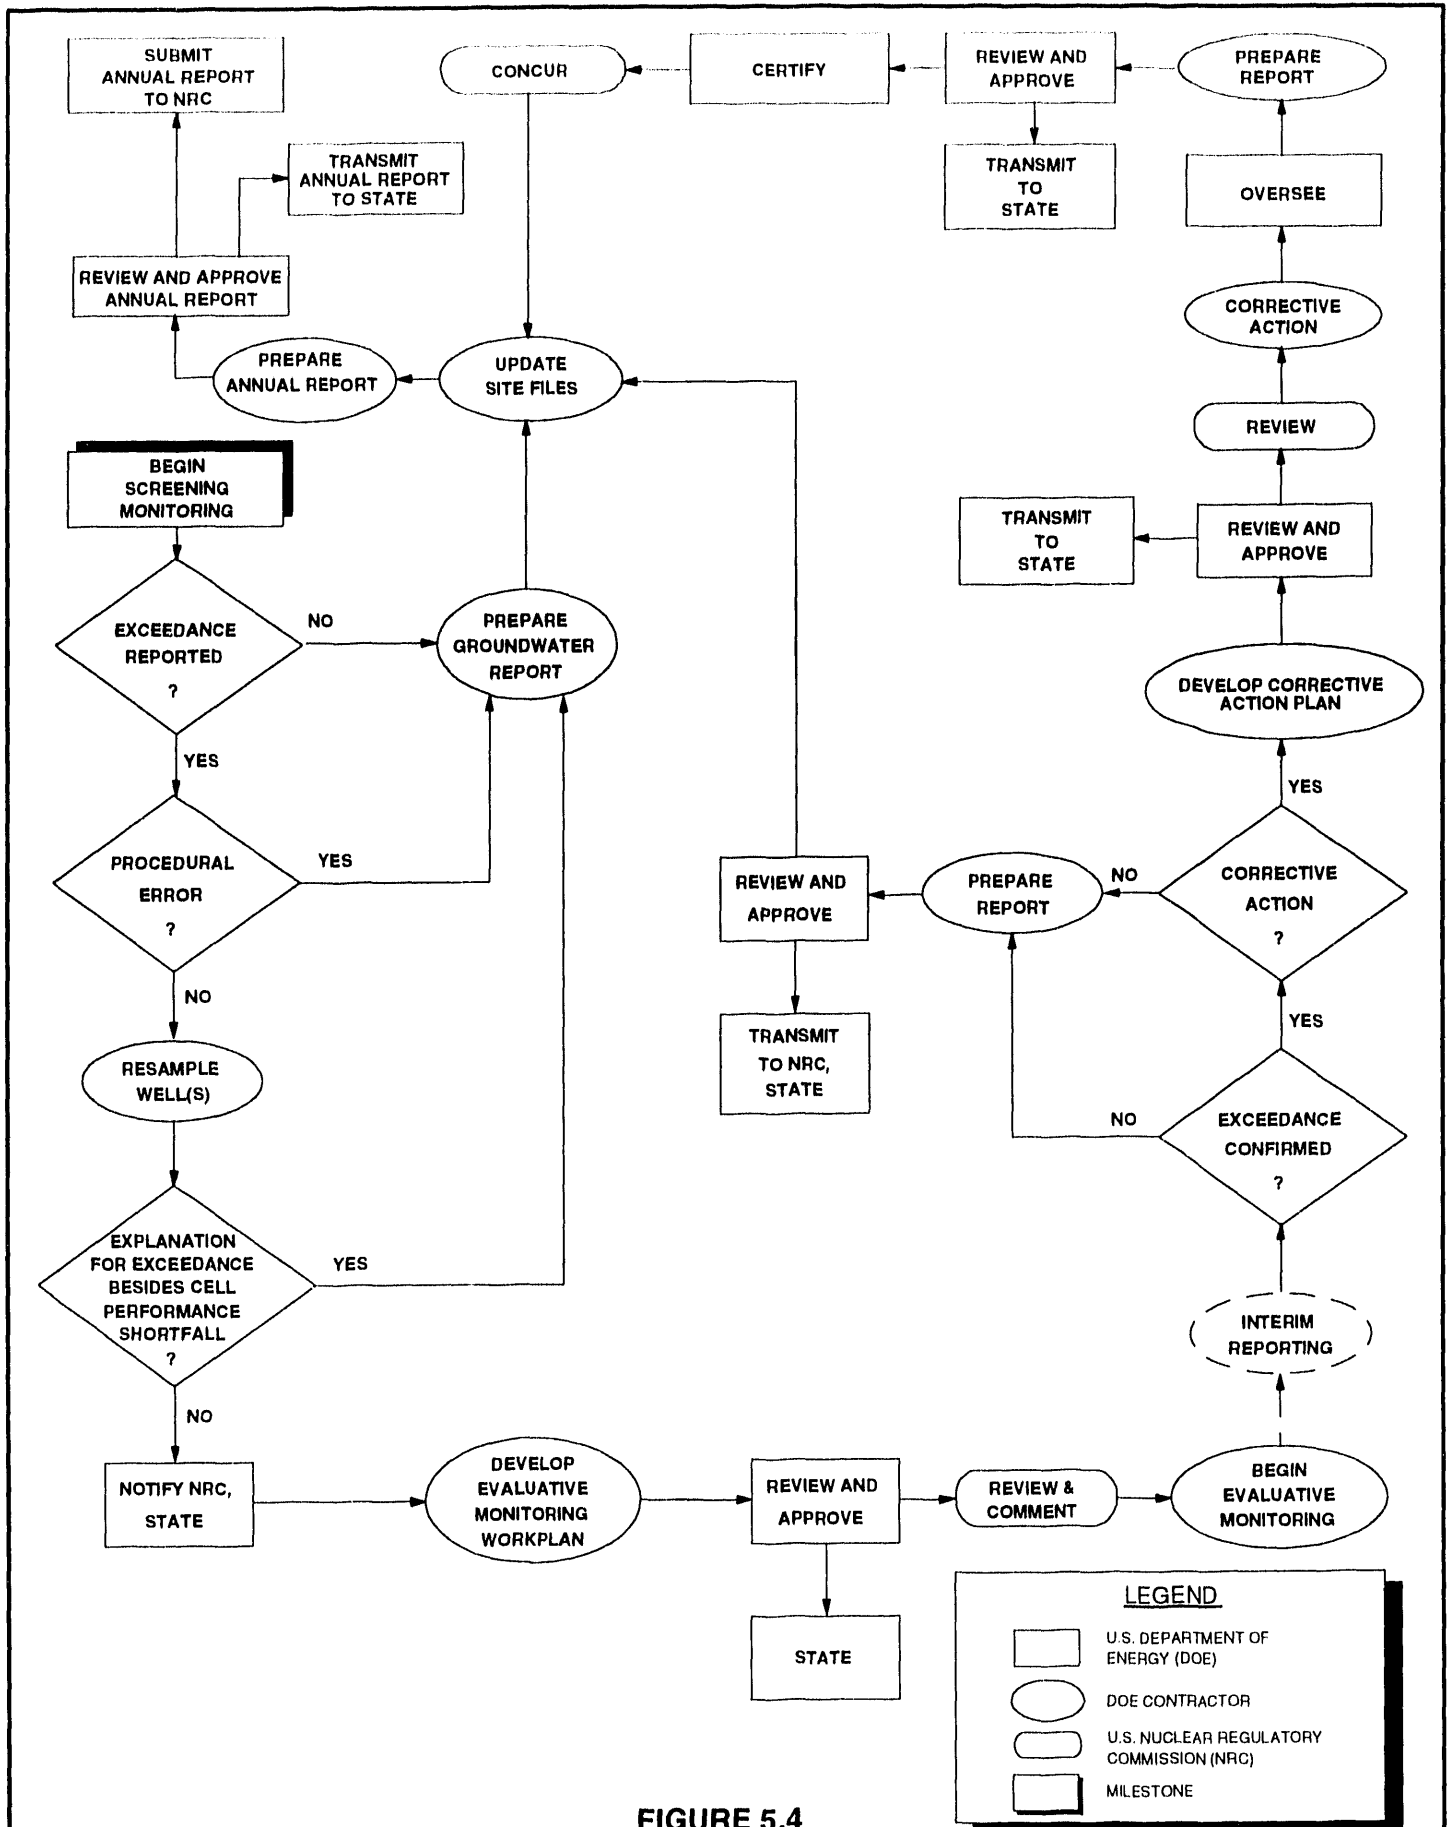 SUBMIT
ANNUAL REPORT
TO NRC
CONCUR
CERTIFY
REVIEW AND
APPROVE
PREPARE
REPORT
TRANSMIT
ANNUAL REPORT
TO STATE
TRANSMIT
TO
STATE
OVERSEE
REVIEW AND APPROVE
ANNUAL REPORT
CORRECTIVE
ACTION
PREPARE
ANNUAL REPORT
UPDATE
SITE FILES
REVIEW
BEGIN
SCREENING
MONITORING
TRANSMIT
TO
STATE
REVIEW AND
APPROVE
EXCEEDANCE
REPORTED
?
NO
PREPARE
GROUNDWATER
REPORT
DEVELOP CORRECTIVE
ACTION PLAN
YES
YES
PROCEDURAL
ERROR
?
YES
REVIEW AND
APPROVE
PREPARE
REPORT
NO
CORRECTIVE
ACTION
?
NO
YES
RESAMPLE
WELL(S)
TRANSMIT
TO NRC,
STATE
NO
EXCEEDANCE
CONFIRMED
?
EXPLANATION
FOR EXCEEDANCE
BESIDES CELL
PERFORMANCE
SHORTFALL
?
YES
INTERIM
REPORTING
NO
NOTIFY NRC,
STATE
DEVELOP
EVALUATIVE
MONITORING
WORKPLAN
REVIEW AND
APPROVE
REVIEW &
COMMENT
BEGIN
EVALUATIVE
MONITORING
STATE
LEGEND
U.S. DEPARTMENT OF
ENERGY (DOE)
DOE CONTRACTOR
U.S. NUCLEAR REGULATORY
COMMISSION (NRC)
MILESTONE
FIGURE 5.4